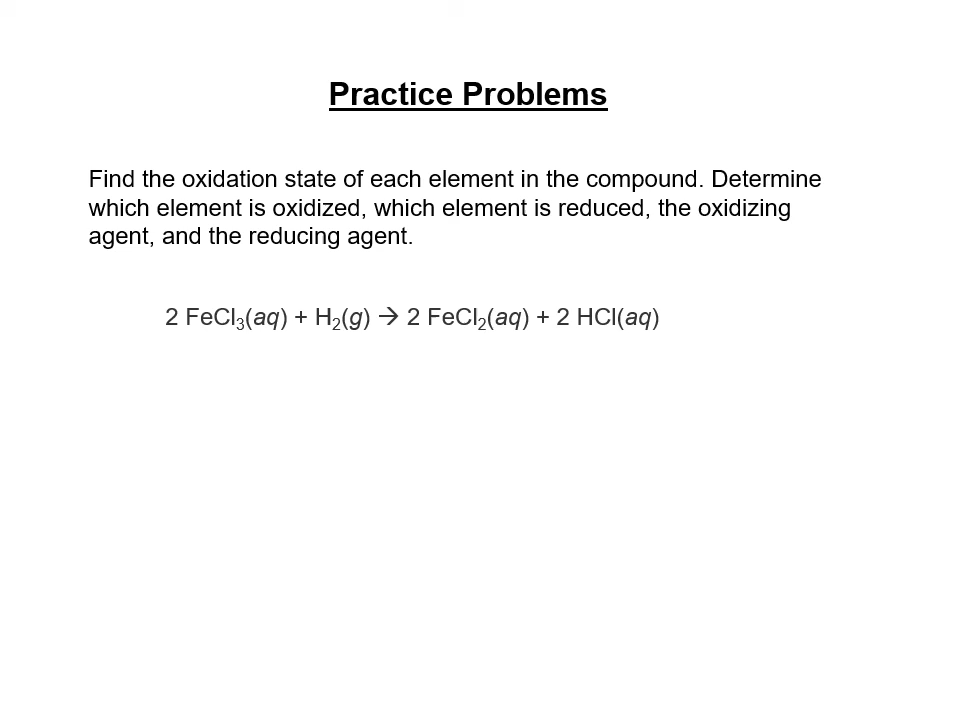 Practice Problems
Find the oxidation state of each element in the compound. Determine
which element is oxidized, which element is reduced, the oxidizing
agent, and the reducing agent.
2 FeCl₃(aq) + H₂(g) → 2 FeCl₂(aq) + 2 HCl(aq)